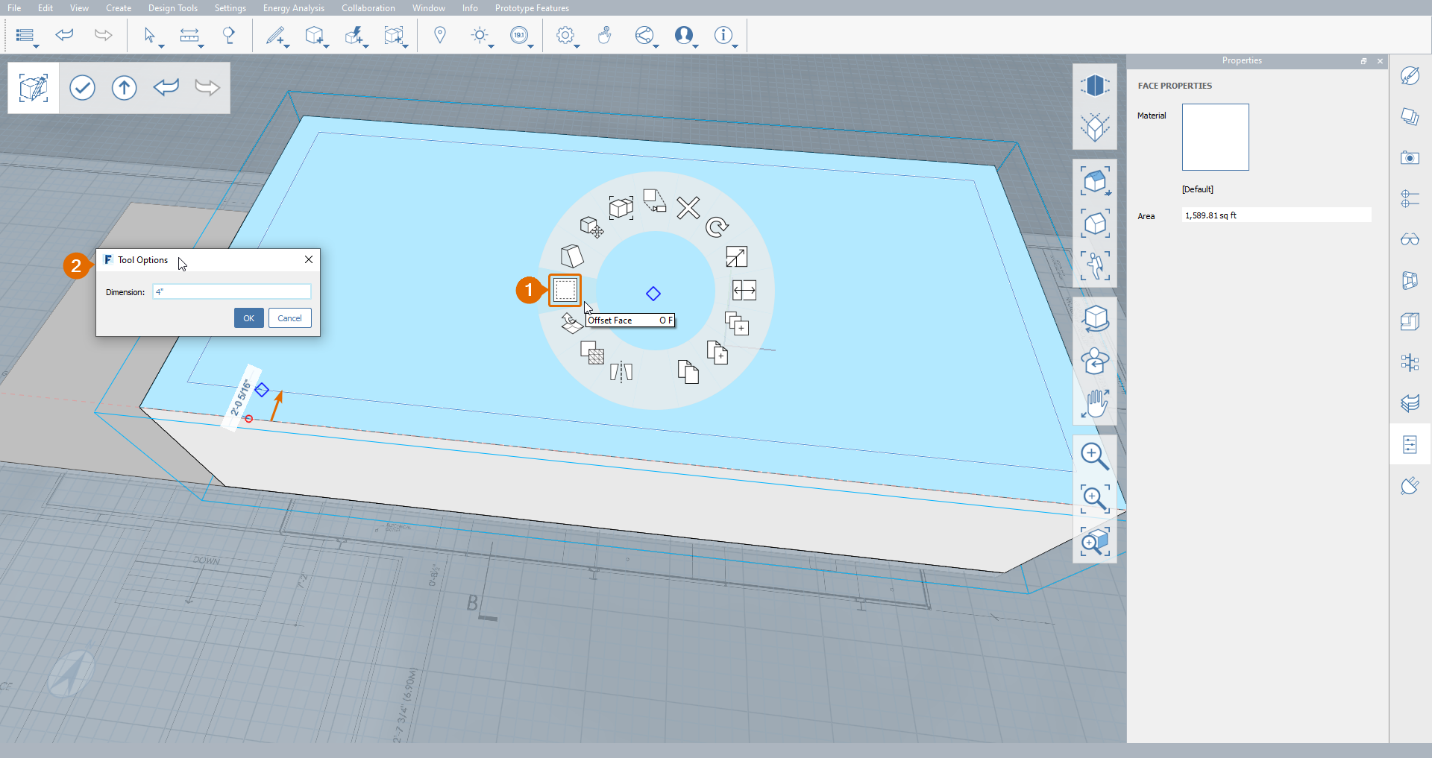 File Edit View Create Design Tools Settings Energy Analysis Collaboration Window Info Prototype Features
Properties
FACE PROPERTIES
Material
[Default]
Area 1,589.81 sq ft
2
Tool Options
Dimension: 4"
OK Cancel
1
Offset Face O F
2'-0 5/16"
DOWN
B